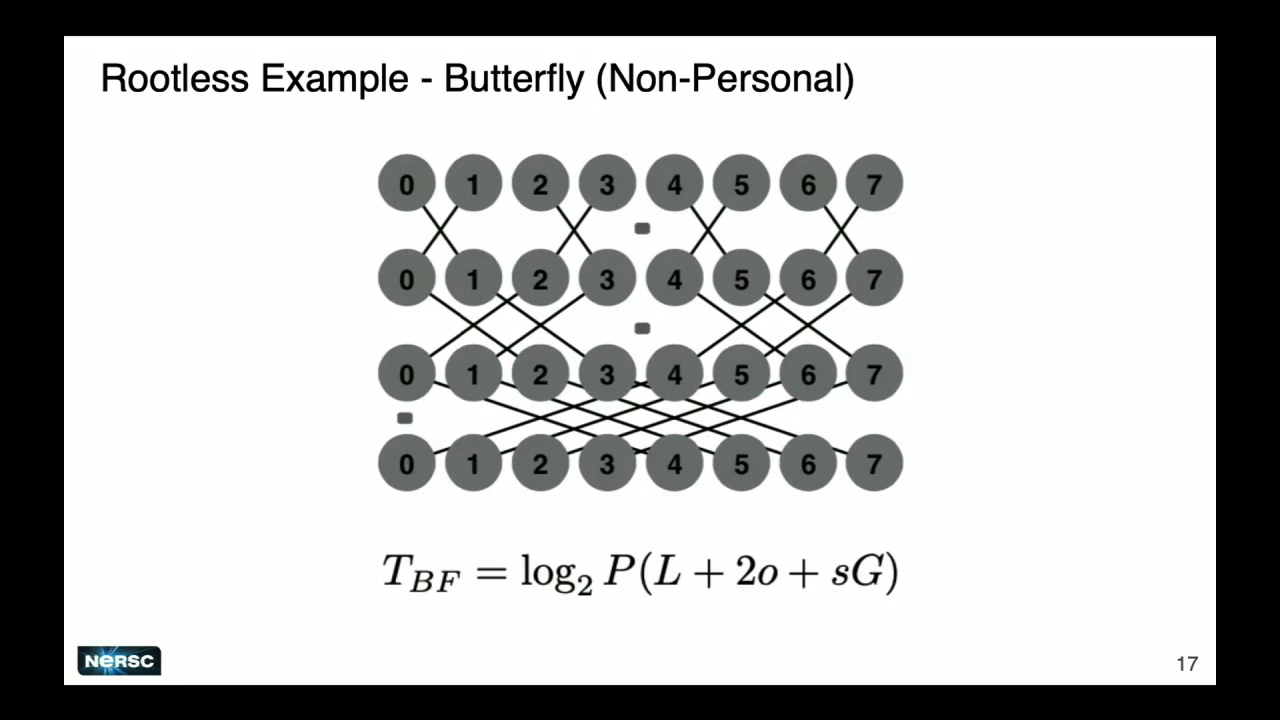 Rootless Example - Butterfly (Non-Personal)
0 1 2 3 4 5 6 7
0 1 2 3 4 5 6 7
0 1 2 3 4 5 6 7
0 1 2 3 4 5 6 7
T_{BF} = log_2 P(L + 2o + sG)
NERSC
17